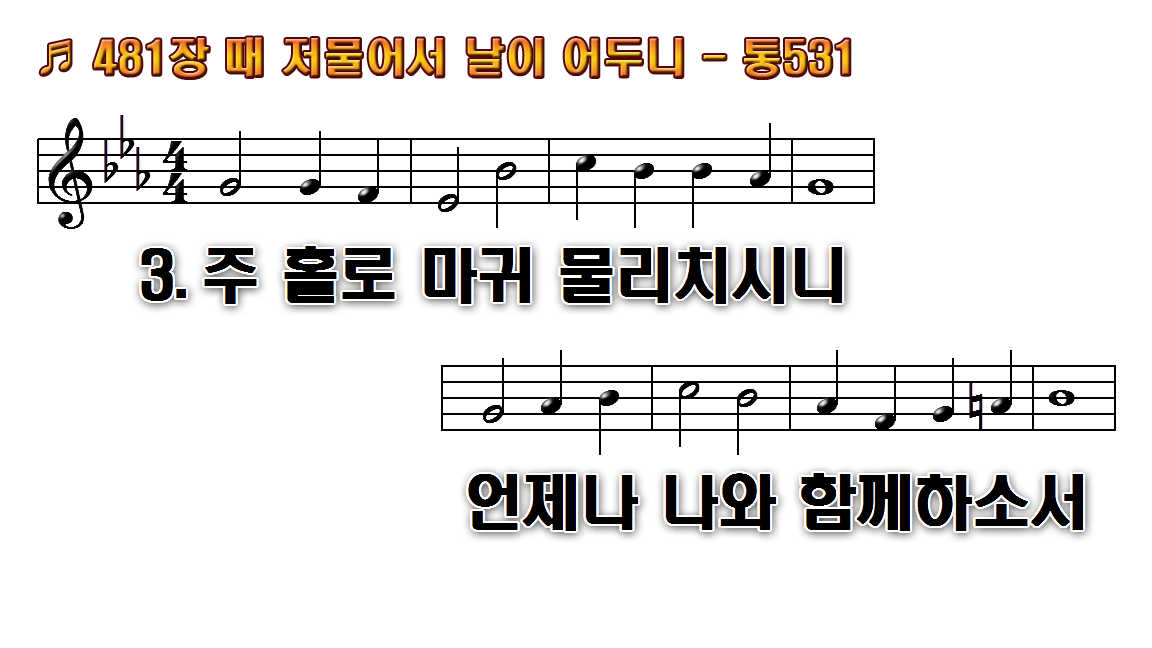 ♬ 481장 때 저물어서 날이 어두니 - 통531
3. 주 홀로 마귀 물리치시니
언제나 나와 함께하소서